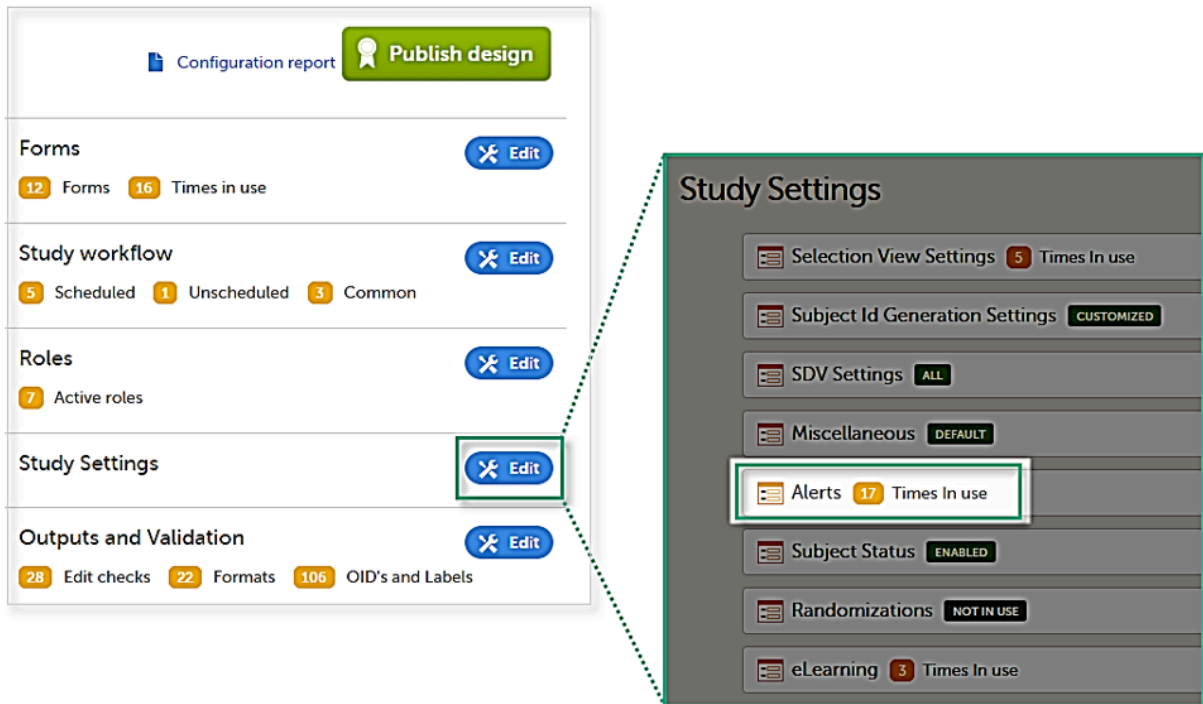 Configuration report
Publish design
Forms
Edit
12 Forms 16 Times in use
Study workflow
Edit
5 Scheduled 1 Unscheduled 3 Common
Roles
Edit
7 Active roles
Study Settings
Edit
Outputs and Validation
Edit
28 Edit checks 22 Formats 106 OID's and Labels
Study Settings
Selection View Settings 5 Times In use
Subject Id Generation Settings CUSTOMIZED
SDV Settings ALL
Miscellaneous DEFAULT
Alerts 17 Times In use
Subject Status ENABLED
Randomizations NOT IN USE
eLearning 3 Times In use